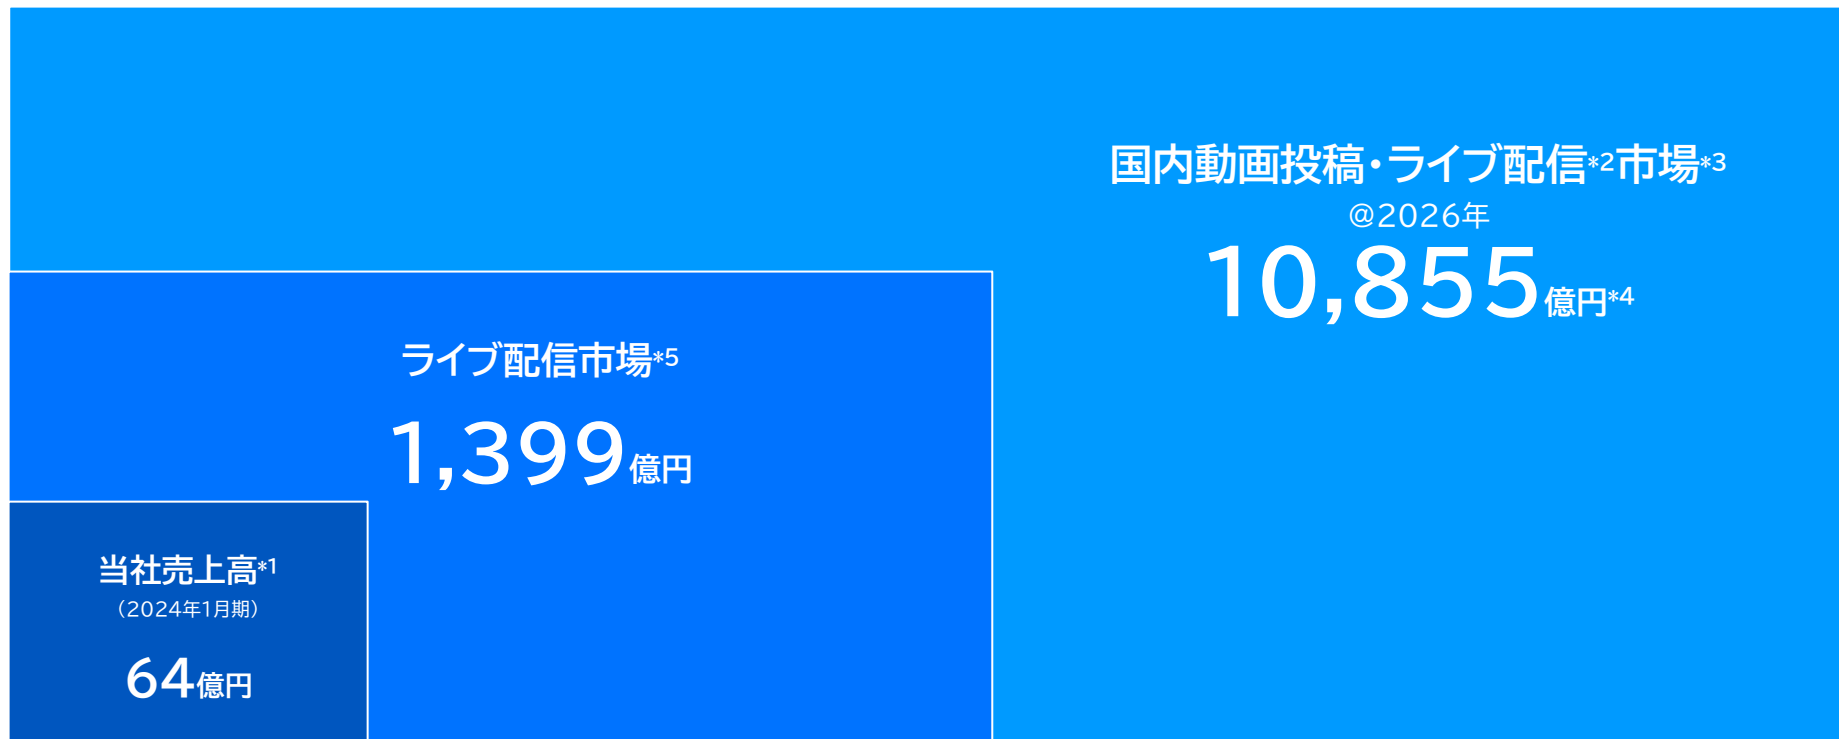 国内動画投稿・ライブ配信*2市場*3
@2026年
10,855億円*4
ライブ配信市場*5
1,399億円
当社売上高*1
（2024年1月期）
64億円